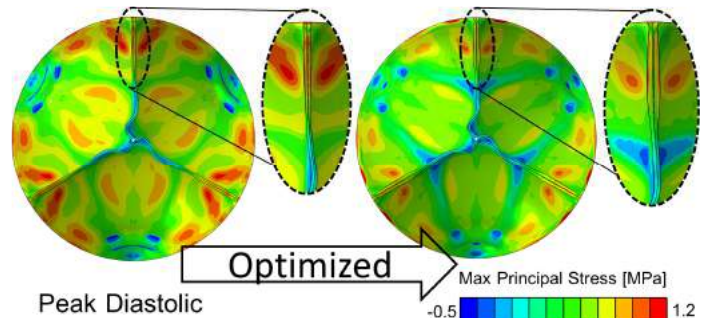 Optimized
Peak Diastolic
Max Principal Stress [MPa]
-0.5
1.2